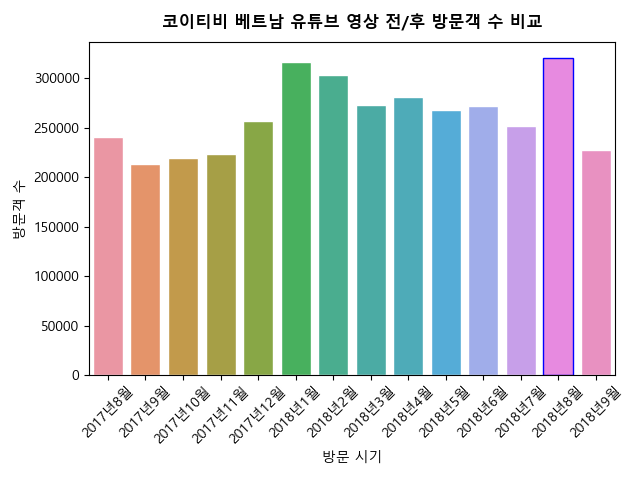 코이티비 베트남 유튜브 영상 전/후 방문객 수 비교
방문객 수
300000
250000
200000
150000
100000
50000
0
2017년8월
2017년9월
2017년10월
2017년11월
2017년12월
2018년1월
2018년2월
2018년3월
2018년4월
2018년5월
2018년6월
2018년7월
2018년8월
2018년9월
방문 시기